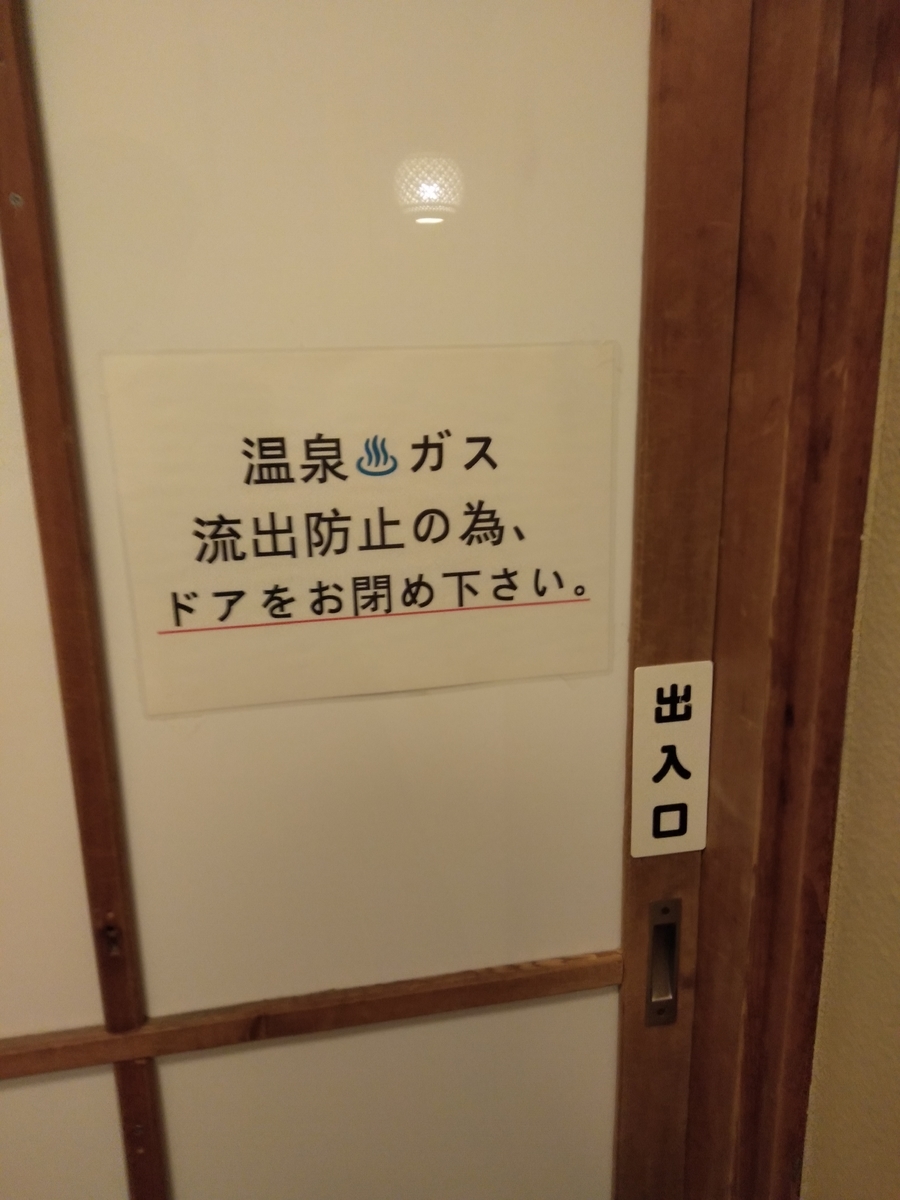 温泉♨ガス
流出防止の為、
ドアをお閉め下さい。
出入口